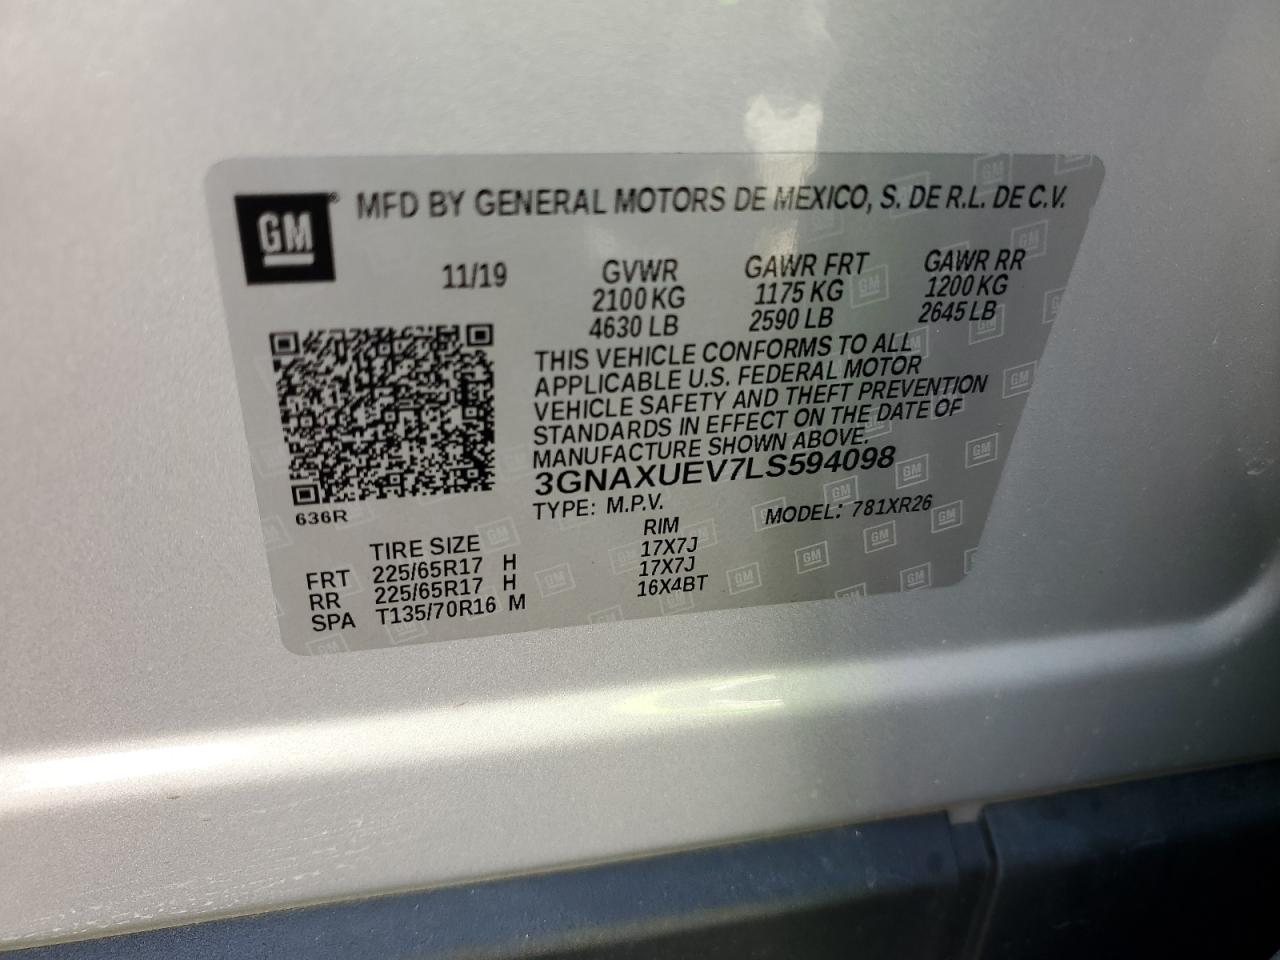 GM® MFD BY GENERAL MOTORS DE MEXICO, S. DE R.L. DE C.V.
11/19 GVWR GAWR FRT GAWR RR
2100 KG 1175 KG 1200 KG
4630 LB 2590 LB 2645 LB
THIS VEHICLE CONFORMS TO ALL
APPLICABLE U.S. FEDERAL MOTOR
VEHICLE SAFETY AND THEFT PREVENTION
STANDARDS IN EFFECT ON THE DATE OF
MANUFACTURE SHOWN ABOVE.
3GNAXUEV7LS594098
TYPE: M.P.V. MODEL: 781XR26
636R
TIRE SIZE RIM
FRT 225/65R17 H 17X7J
RR 225/65R17 H 17X7J
SPA T135/70R16 M 16X4BT